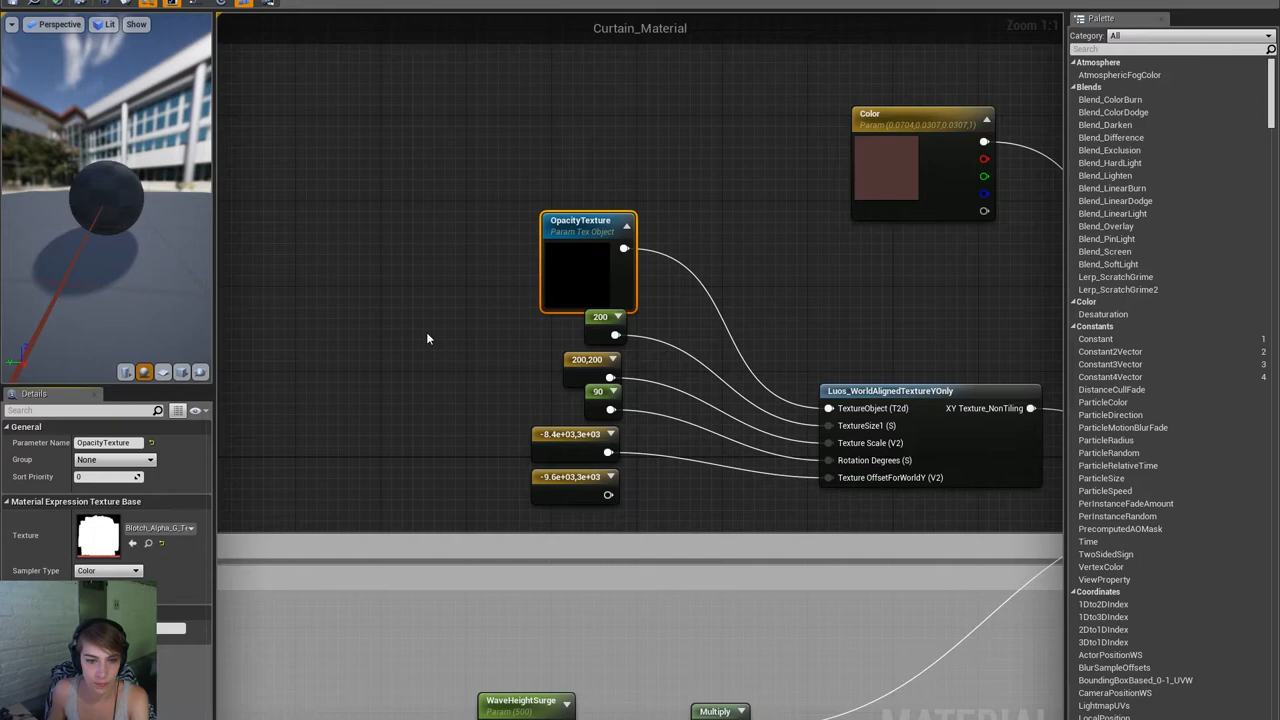 Perspective Lit Show
Curtain_Material
Zoom 1:1
Palette
Category: All
Search
Atmosphere
AtmosphericFogColor
Blends
Blend_ColorBurn
Blend_ColorDodge
Blend_Darken
Blend_Difference
Blend_Exclusion
Blend_HardLight
Blend_Lighten
Blend_LinearBurn
Blend_LinearDodge
Blend_LinearLight
Blend_Overlay
Blend_PinLight
Blend_Screen
Blend_SoftLight
Lerp_ScratchGrime
Lerp_ScratchGrime2
Color
Desaturation
Constants
Constant 1
Constant2Vector 2
Constant3Vector 3
Constant4Vector 4
DistanceCullFade
ParticleColor
ParticleDirection
ParticleMotionBlurFade
ParticleRadius
ParticleRandom
ParticleRelativeTime
ParticleSize
ParticleSpeed
PerInstanceFadeAmount
PerInstanceRandom
PrecomputedAOMask
Time
TwoSidedSign
VertexColor
ViewProperty
Coordinates
1Dto2DIndex
1Dto3DIndex
2Dto1DIndex
3Dto1DIndex
ActorPositionWS
BlurSampleOffsets
BoundingBoxBased_0-1_UVW
CameraPositionWS
LightmapUVs
Color
Param (0.0704,0.0307,0.0307,1)
OpacityTexture
Param Tex Object
200
200,200
90
-8.4e+03,3e+03
-9.6e+03,3e+03
Luos_WorldAlignedTextureYOnly
TextureObject (T2d) XY Texture_NonTiling
TextureSize1 (S)
Texture Scale (V2)
Rotation Degrees (S)
Texture OffsetForWorldY (V2)
WaveHeightSurge
Param (500)
Multiply
MATERIAL
Details
Search
General
Parameter Name OpacityTexture
Group None
Sort Priority 0
Material Expression Texture Base
Texture Blotch_Alpha_G_Te
Sampler Type Color